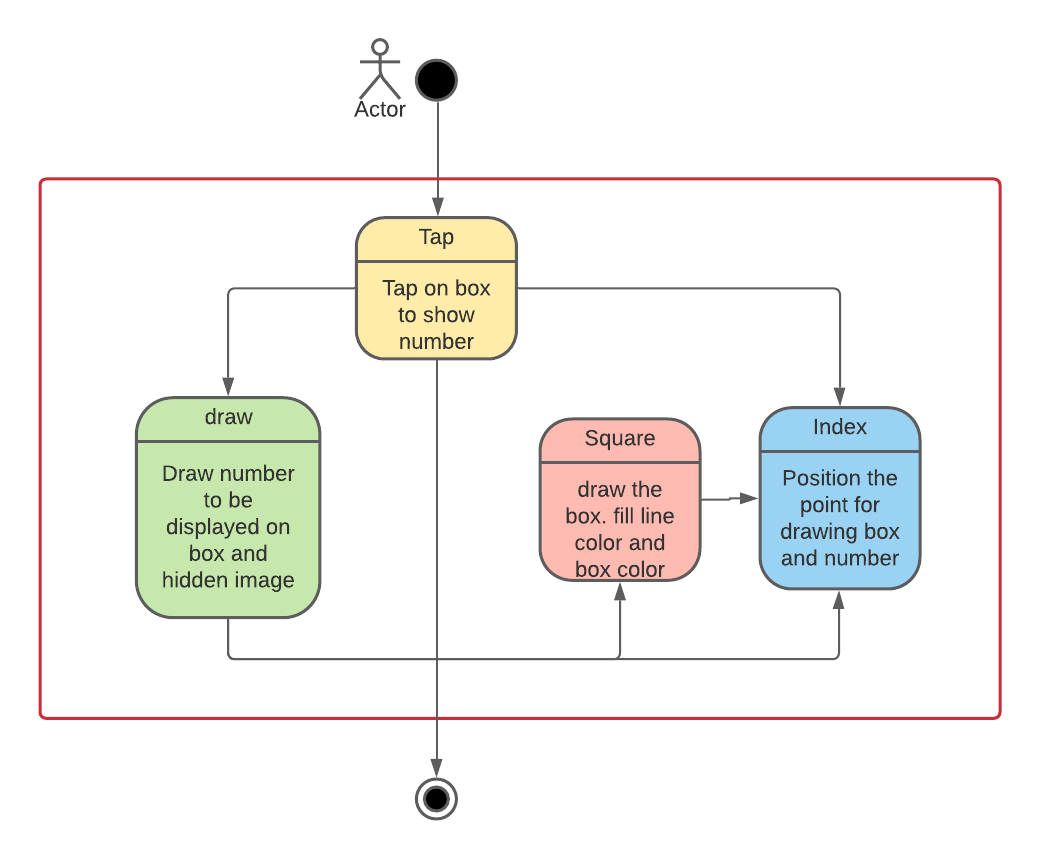 Actor
Tap
Tap on box
to show
number
draw
Draw number
to be
displayed on
box and
hidden image
Square
draw the
box. fill line
color and
box color
Index
Position the
point for
drawing box
and number